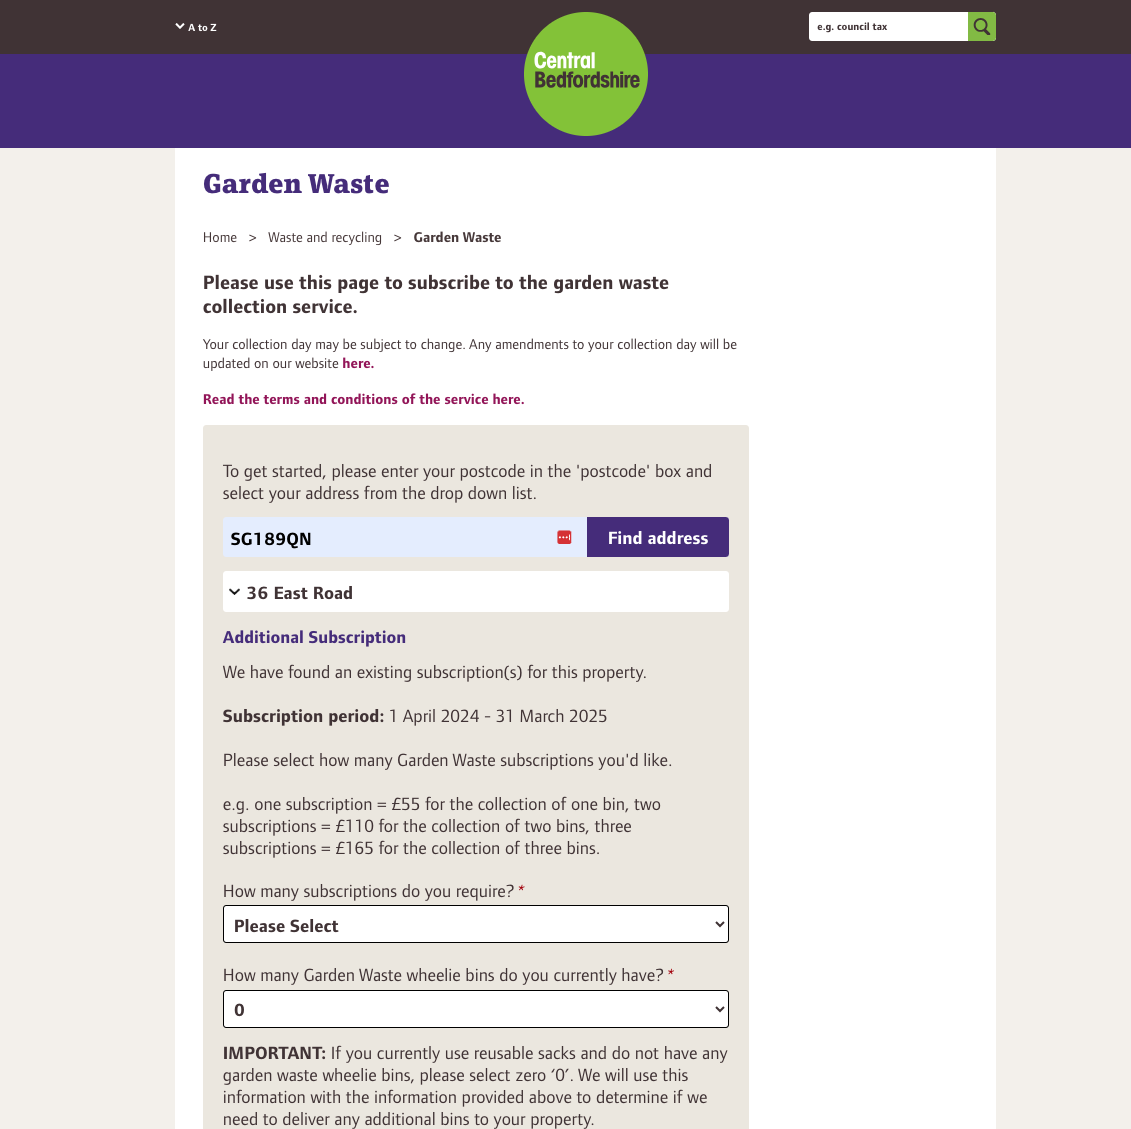 A to Z
e.g. council tax
Central
Bedfordshire
Garden Waste
Home > Waste and recycling > Garden Waste
Please use this page to subscribe to the garden waste
collection service.
Your collection day may be subject to change. Any amendments to your collection day will be
updated on our website here.
Read the terms and conditions of the service here.
To get started, please enter your postcode in the 'postcode' box and
select your address from the drop down list.
SG189QN
Find address
36 East Road
Additional Subscription
We have found an existing subscription(s) for this property.
Subscription period: 1 April 2024 - 31 March 2025
Please select how many Garden Waste subscriptions you'd like.
e.g. one subscription = £55 for the collection of one bin, two
subscriptions = £110 for the collection of two bins, three
subscriptions = £165 for the collection of three bins.
How many subscriptions do you require? *
Please Select
How many Garden Waste wheelie bins do you currently have? *
0
IMPORTANT: If you currently use reusable sacks and do not have any
garden waste wheelie bins, please select zero ‘0’. We will use this
information with the information provided above to determine if we
need to deliver any additional bins to your property.